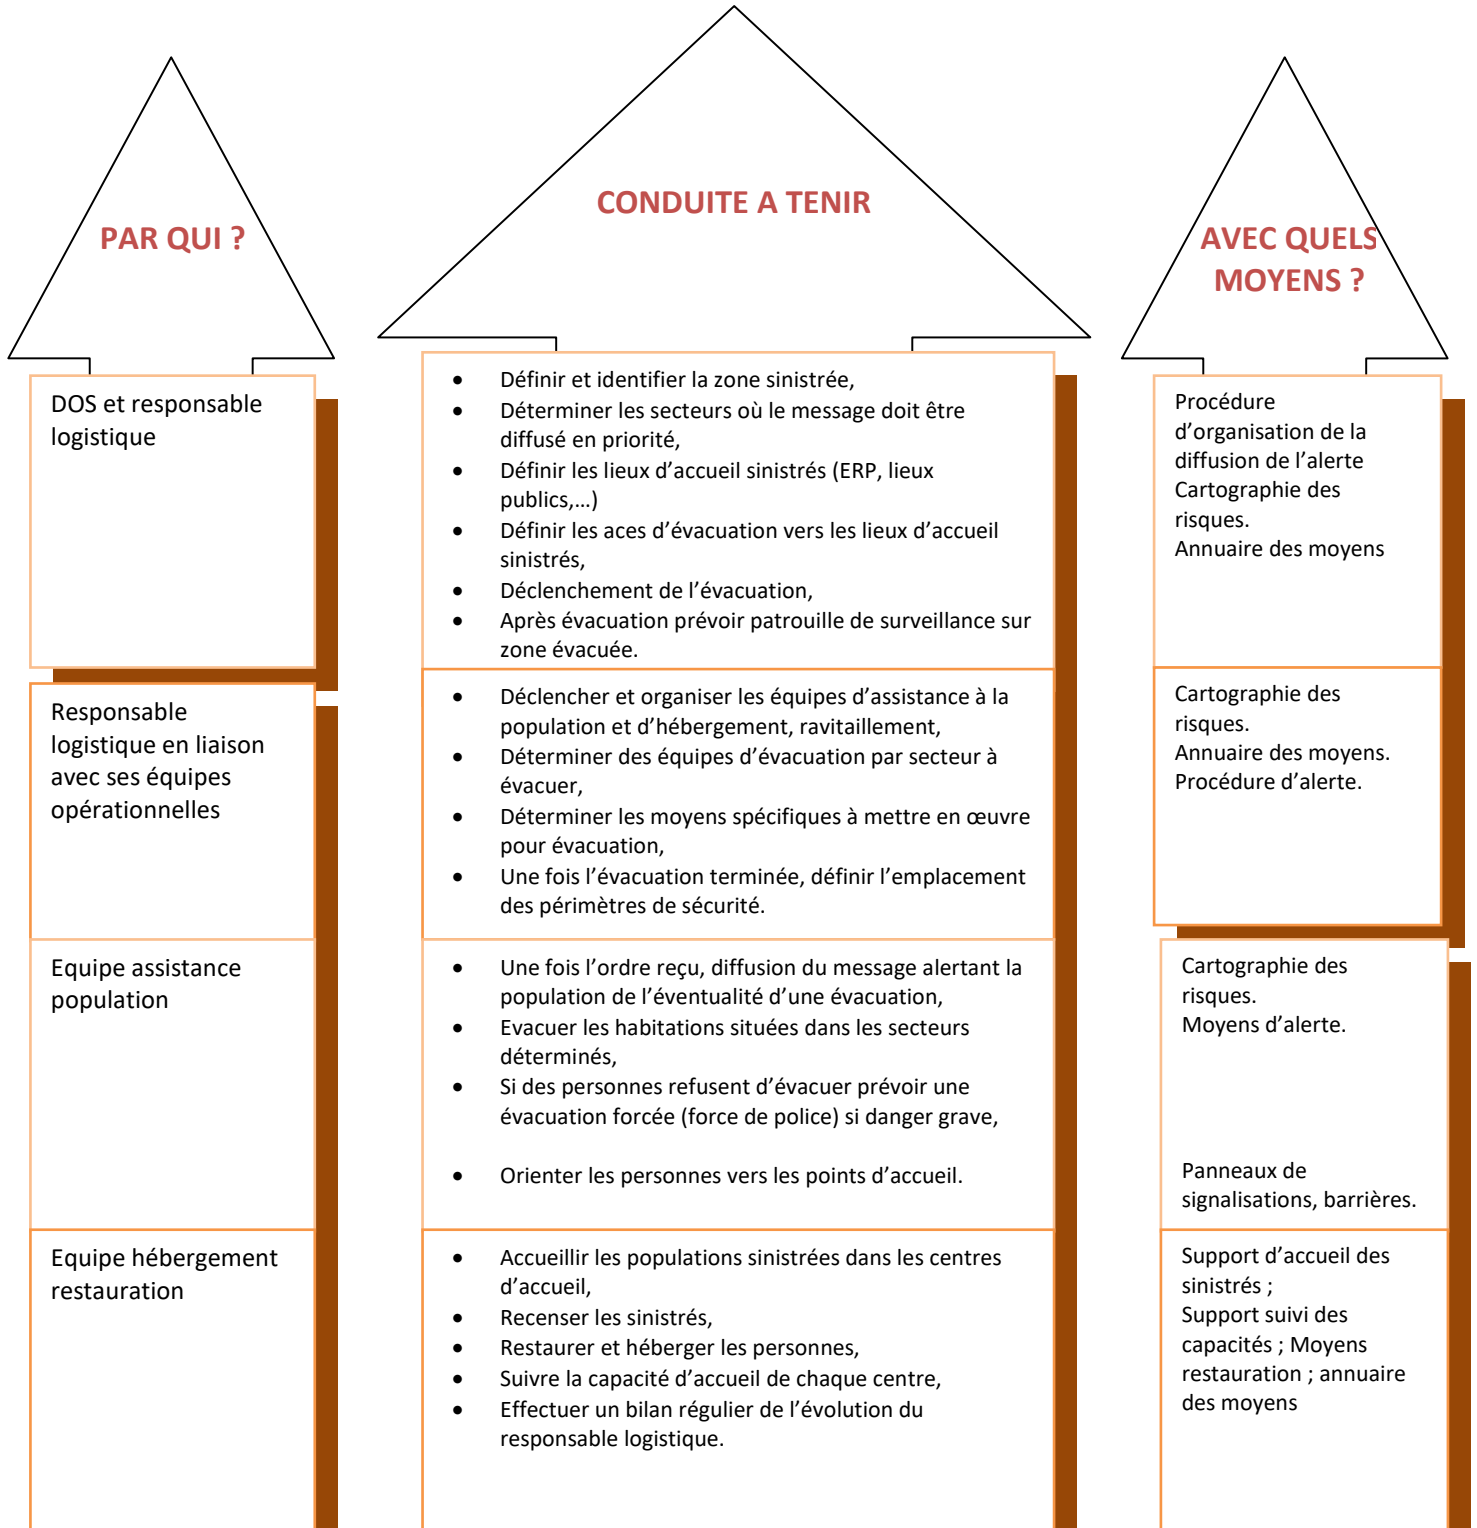 PAR QUI ?
CONDUITE A TENIR
AVEC QUELS
MOYENS ?
DOS et responsable
logistique
• Définir et identifier la zone sinistrée,
• Déterminer les secteurs où le message doit être
diffusé en priorité,
• Définir les lieux d’accueil sinistrés (ERP, lieux
publics,…)
• Définir les aces d’évacuation vers les lieux d’accueil
sinistrés,
• Déclenchement de l’évacuation,
• Après évacuation prévoir patrouille de surveillance sur
zone évacuée.
Procédure
d’organisation de la
diffusion de l’alerte
Cartographie des
risques.
Annuaire des moyens
Responsable
logistique en liaison
avec ses équipes
opérationnelles
• Déclencher et organiser les équipes d’assistance à la
population et d’hébergement, ravitaillement,
• Déterminer des équipes d’évacuation par secteur à
évacuer,
• Déterminer les moyens spécifiques à mettre en œuvre
pour évacuation,
• Une fois l’évacuation terminée, définir l’emplacement
des périmètres de sécurité.
Cartographie des
risques.
Annuaire des moyens.
Procédure d’alerte.
Equipe assistance
population
• Une fois l’ordre reçu, diffusion du message alertant la
population de l’éventualité d’une évacuation,
• Evacuer les habitations situées dans les secteurs
déterminés,
• Si des personnes refusent d’évacuer prévoir une
évacuation forcée (force de police) si danger grave,
• Orienter les personnes vers les points d’accueil.
Cartographie des
risques.
Moyens d’alerte.
Panneaux de
signalisations, barrières.
Equipe hébergement
restauration
• Accueillir les populations sinistrées dans les centres
d’accueil,
• Recenser les sinistrés,
• Restaurer et héberger les personnes,
• Suivre la capacité d’accueil de chaque centre,
• Effectuer un bilan régulier de l’évolution du
responsable logistique.
Support d’accueil des
sinistrés ;
Support suivi des
capacités ; Moyens
restauration ; annuaire
des moyens